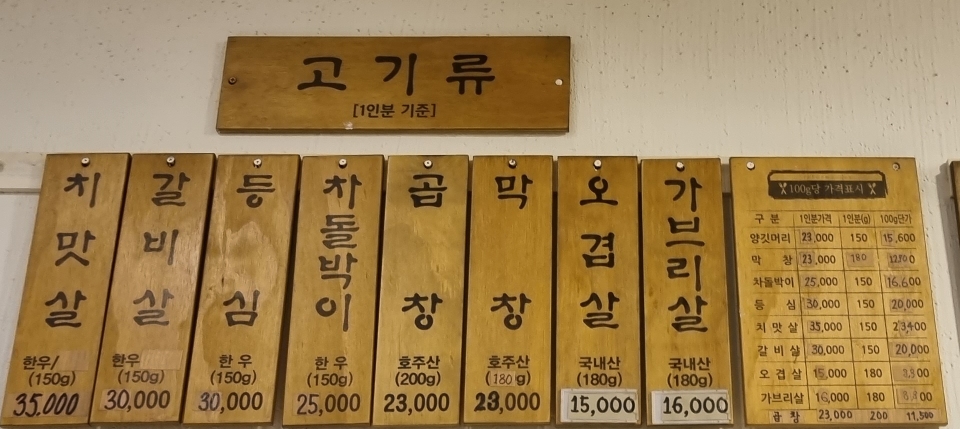 고기류
[1인분 기준]
치맛살
한우/
(150g)
35,000
갈비살
한우
(150g)
30,000
등심
한우
(150g)
30,000
차돌박이
한우
(150g)
25,000
곱창
호주산
(200g)
23,000
막창
호주산
(180g)
23,000
오겹살
국내산
(180g)
15,000
가브리살
국내산
(180g)
16,000
100g당 가격표시
구분 1인분가격 1인분(g) 100g단가
양깃머리 23,000 150 15,600
막창 23,000 180
차돌박이 25,000 150 16,600
등심 30,000 150 20,000
치맛살 35,000 150
갈비살 30,000 150 20,000
오겹살 15,000 180
가브리살 16,000 180
곱창 23,000 200 11,500